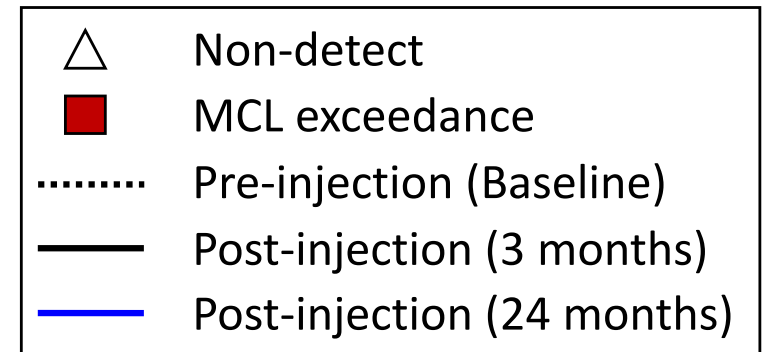 Non-detect
MCL exceedance
Pre-injection (Baseline)
Post-injection (3 months)
Post-injection (24 months)